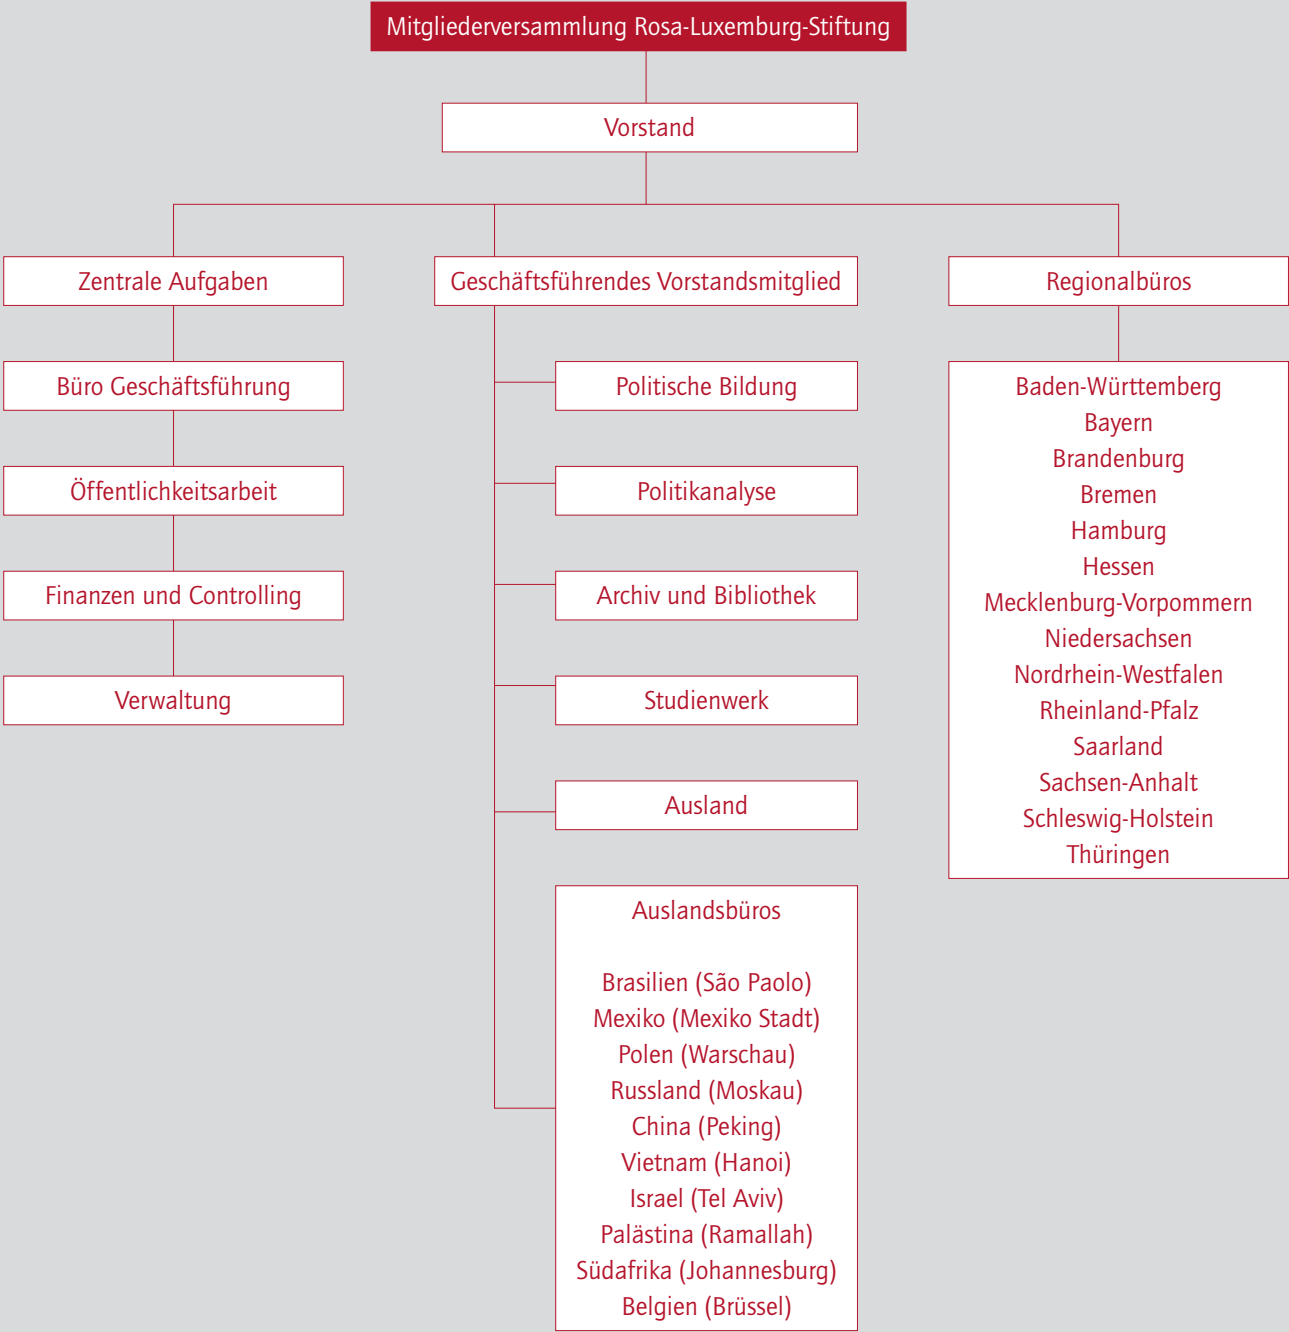 Mitgliederversammlung Rosa-Luxemburg-Stiftung
Vorstand
Zentrale Aufgaben
Büro Geschäftsführung
Öffentlichkeitsarbeit
Finanzen und Controlling
Verwaltung
Geschäftsführendes Vorstandsmitglied
Politische Bildung
Politikanalyse
Archiv und Bibliothek
Studienwerk
Ausland
Auslandsbüros
Brasilien (São Paolo)
Mexiko (Mexiko Stadt)
Polen (Warschau)
Russland (Moskau)
China (Peking)
Vietnam (Hanoi)
Israel (Tel Aviv)
Palästina (Ramallah)
Südafrika (Johannesburg)
Belgien (Brüssel)
Regionalbüros
Baden-Württemberg
Bayern
Brandenburg
Bremen
Hamburg
Hessen
Mecklenburg-Vorpommern
Niedersachsen
Nordrhein-Westfalen
Rheinland-Pfalz
Saarland
Sachsen-Anhalt
Schleswig-Holstein
Thüringen